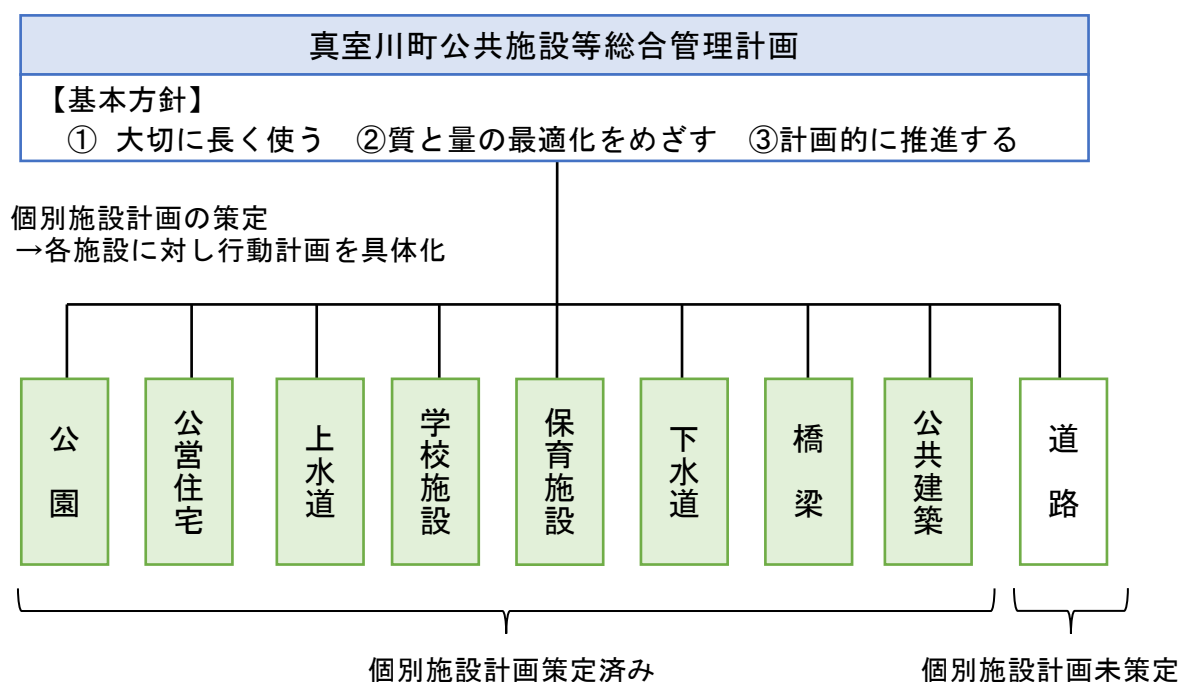 真室川町公共施設等総合管理計画
【基本方針】
① 大切に長く使う ②質と量の最適化をめざす ③計画的に推進する
個別施設計画の策定
→各施設に対し行動計画を具体化
公園
公営住宅
上水道
学校施設
保育施設
下水道
橋梁
公共建築
道路
個別施設計画策定済み
個別施設計画未策定